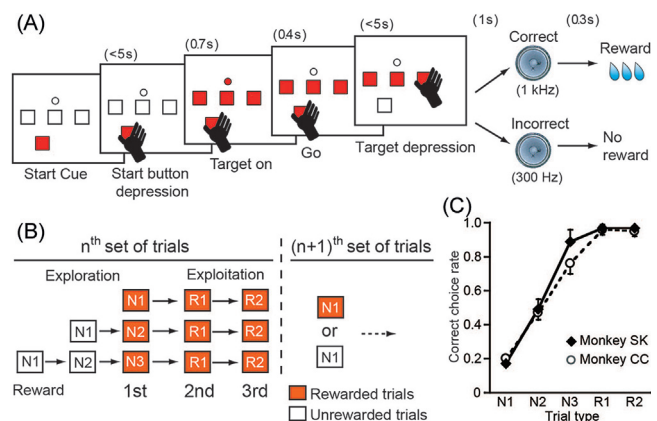 (A)
(<5s)
(0.7s)
(0.4s)
(<5s)
(1s)
(0.3s)
Start Cue
Start button
depression
Target on
Go
Target depression
Correct
(1 kHz)
Reward
Incorrect
(300 Hz)
No
reward
(B)
nth set of trials
(n+1)th set of trials
Exploration
Exploitation
N1 R1 R2
N1 N2 R1 R2
N1 N2 N3 R1 R2
Reward 1st 2nd 3rd
N1
or
N1
Rewarded trials
Unrewarded trials
(C)
Correct choice rate
1.0
0.8
0.6
0.4
0.2
0
N1 N2 N3 R1 R2
Trial type
Monkey SK
Monkey CC